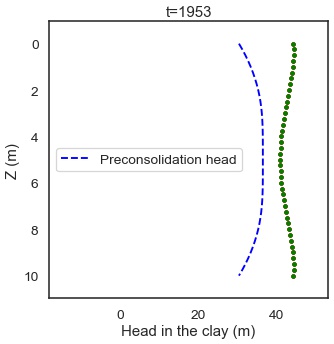 t=1953
Z (m)
0
2
4
6
8
10
Preconsolidation head
0
20
40
Head in the clay (m)